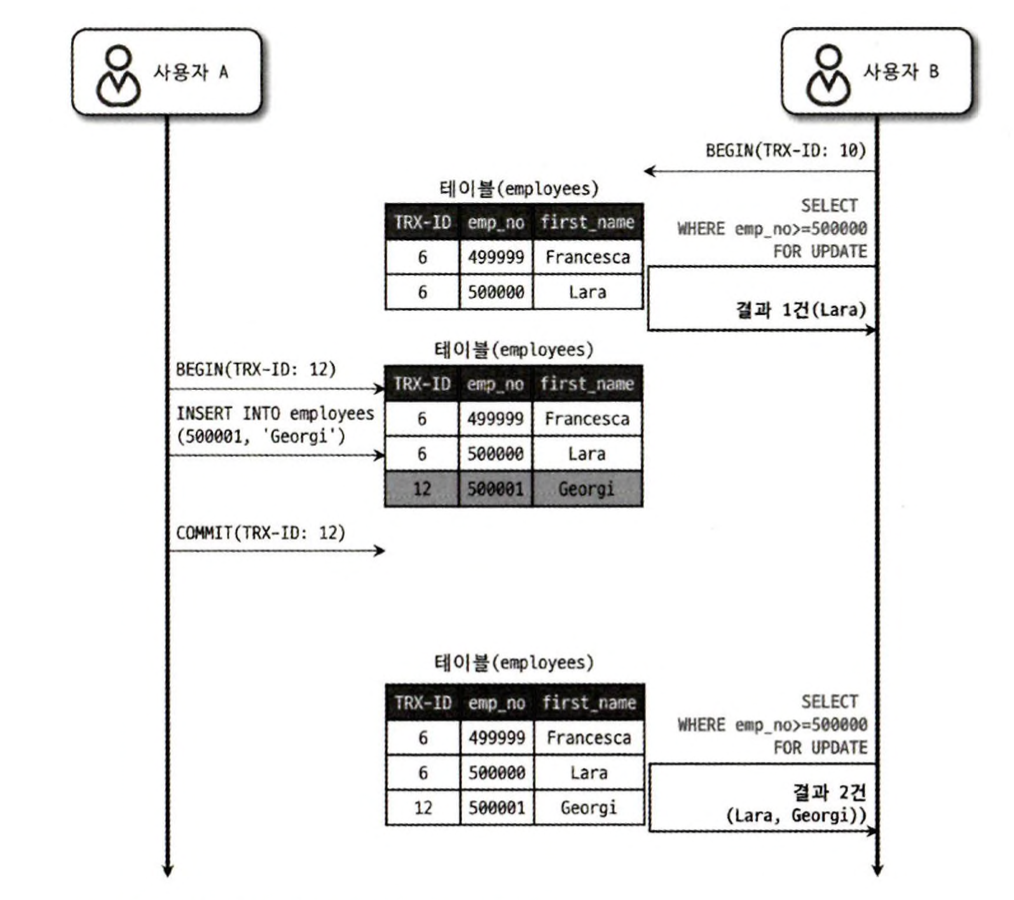 사용자 A
사용자 B
BEGIN(TRX-ID: 10)
테이블(employees)
TRX-ID emp_no first_name
6 499999 Francesca
6 500000 Lara
SELECT
WHERE emp_no>=500000
FOR UPDATE
결과 1건(Lara)
BEGIN(TRX-ID: 12)
INSERT INTO employees
(500001, 'Georgi')
테이블(employees)
TRX-ID emp_no first_name
6 499999 Francesca
6 500000 Lara
12 500001 Georgi
COMMIT(TRX-ID: 12)
테이블(employees)
TRX-ID emp_no first_name
6 499999 Francesca
6 500000 Lara
12 500001 Georgi
SELECT
WHERE emp_no>=500000
FOR UPDATE
결과 2건
(Lara, Georgi))